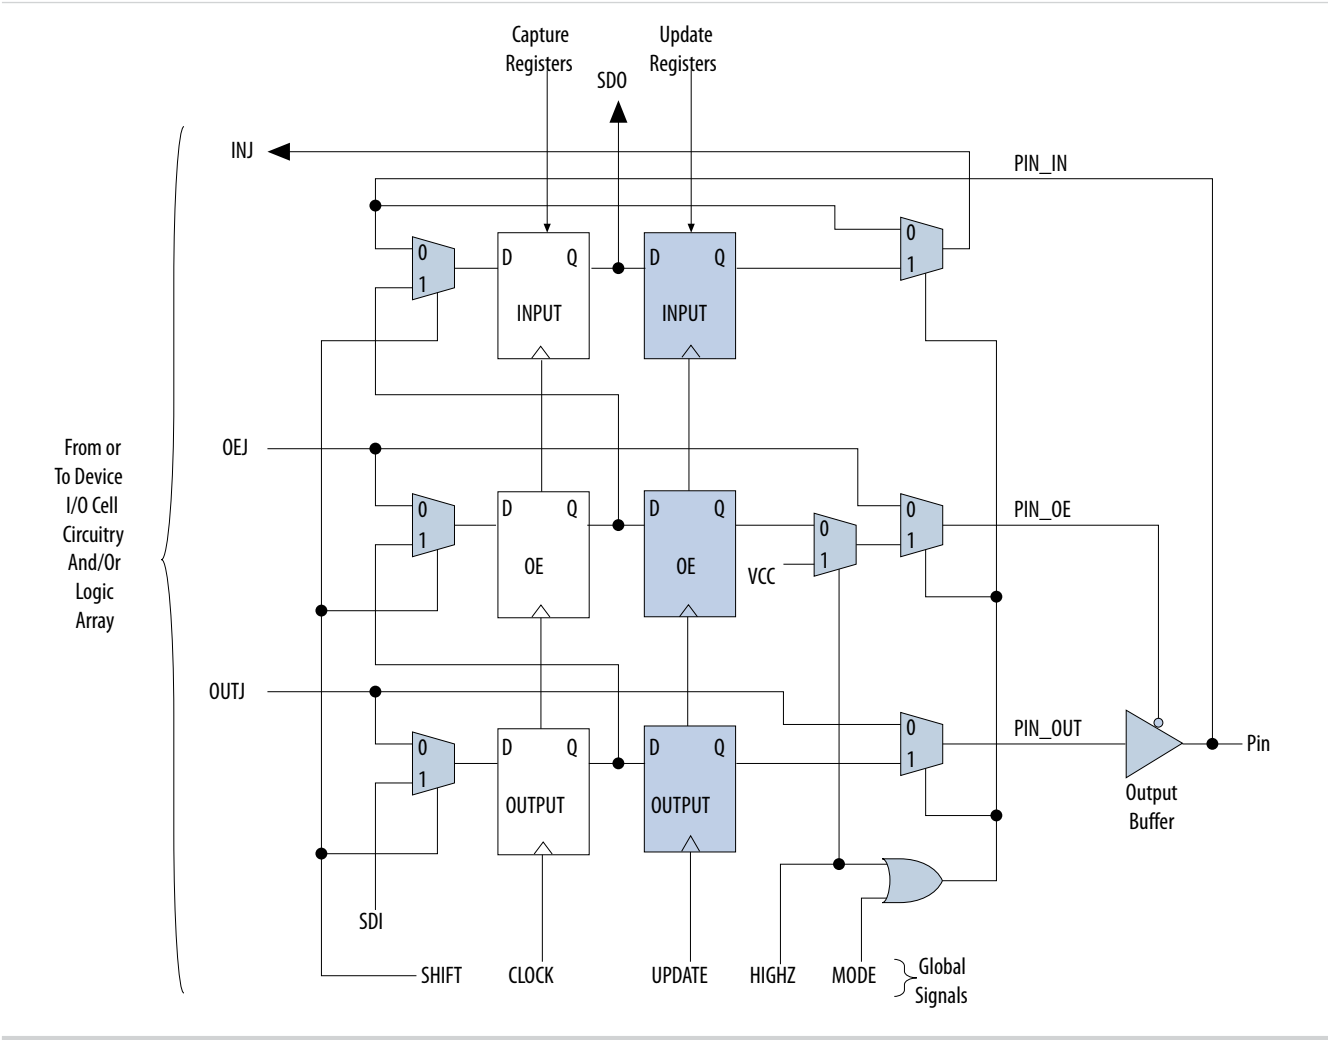 Capture
Registers
SDO
Update
Registers
INJ
PIN_IN
0
1
D Q
INPUT
D Q
INPUT
0
1
From or
To Device
I/O Cell
Circuitry
And/Or
Logic
Array
OEJ
0
1
D Q
OE
D Q
OE
0
1
VCC
0
1
PIN_OE
OUTJ
0
1
D Q
OUTPUT
D Q
OUTPUT
0
1
PIN_OUT
Pin
Output
Buffer
SDI
SHIFT
CLOCK
UPDATE
HIGHZ
MODE
Global
Signals